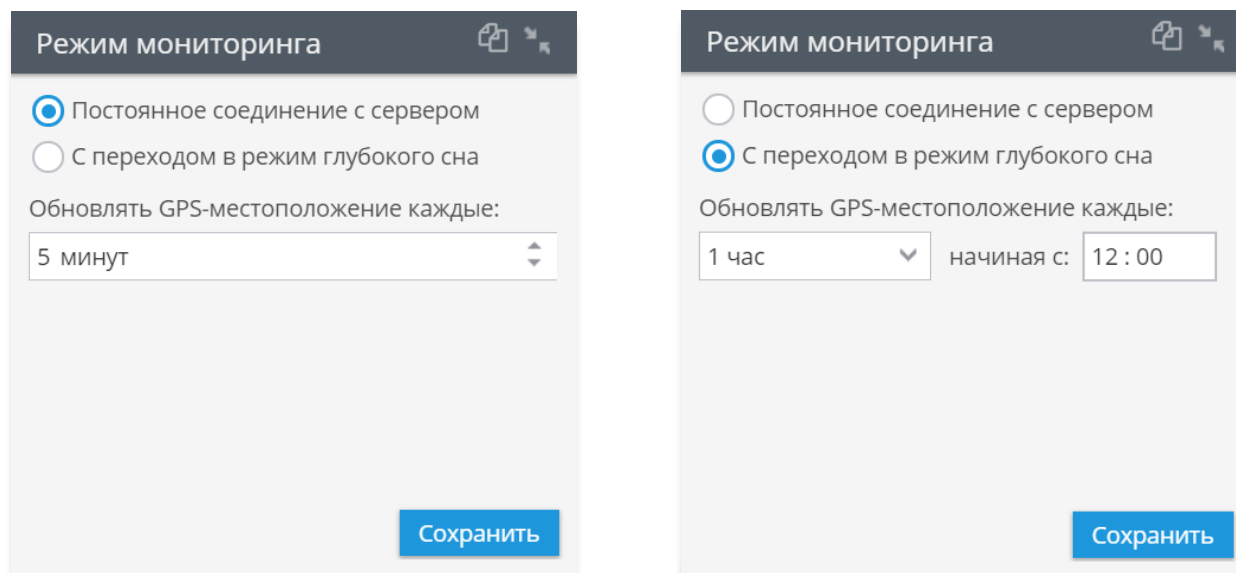 Режим мониторинга
Постоянное соединение с сервером
С переходом в режим глубокого сна
Обновлять GPS-местоположение каждые:
5 минут
Сохранить
Режим мониторинга
Постоянное соединение с сервером
С переходом в режим глубокого сна
Обновлять GPS-местоположение каждые:
1 час начиная с: 12 : 00
Сохранить